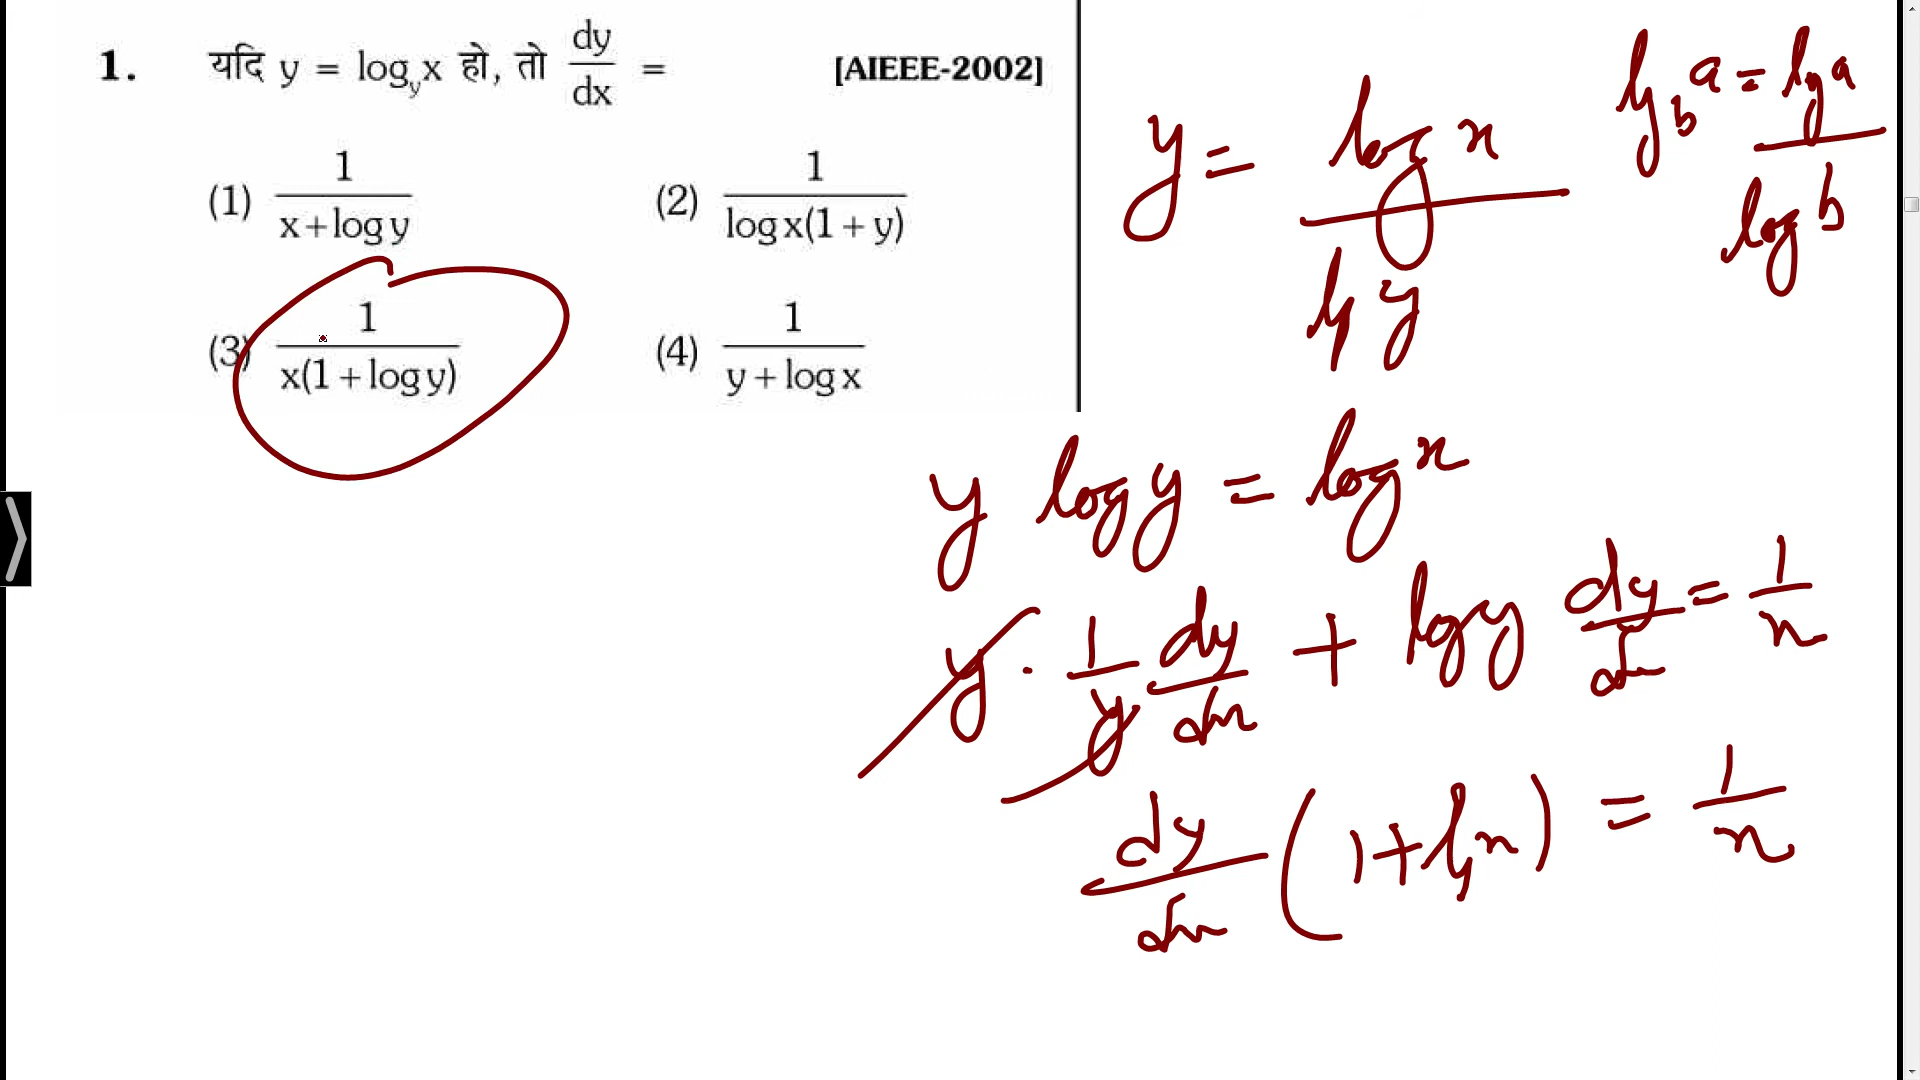 1. यदि y = log_y x हो, तो dy/dx = [AIEEE-2002]
(1) 1/(x+log y) (2) 1/(log x(1+y))
(3) 1/(x(1+log y)) (4) 1/(y+log x)
y = log x / log y
log_b a = log a / log b
y log y = log x
y · 1/y dy/dx + log y dy/dx = 1/x
dy/dx (1+log x) = 1/x